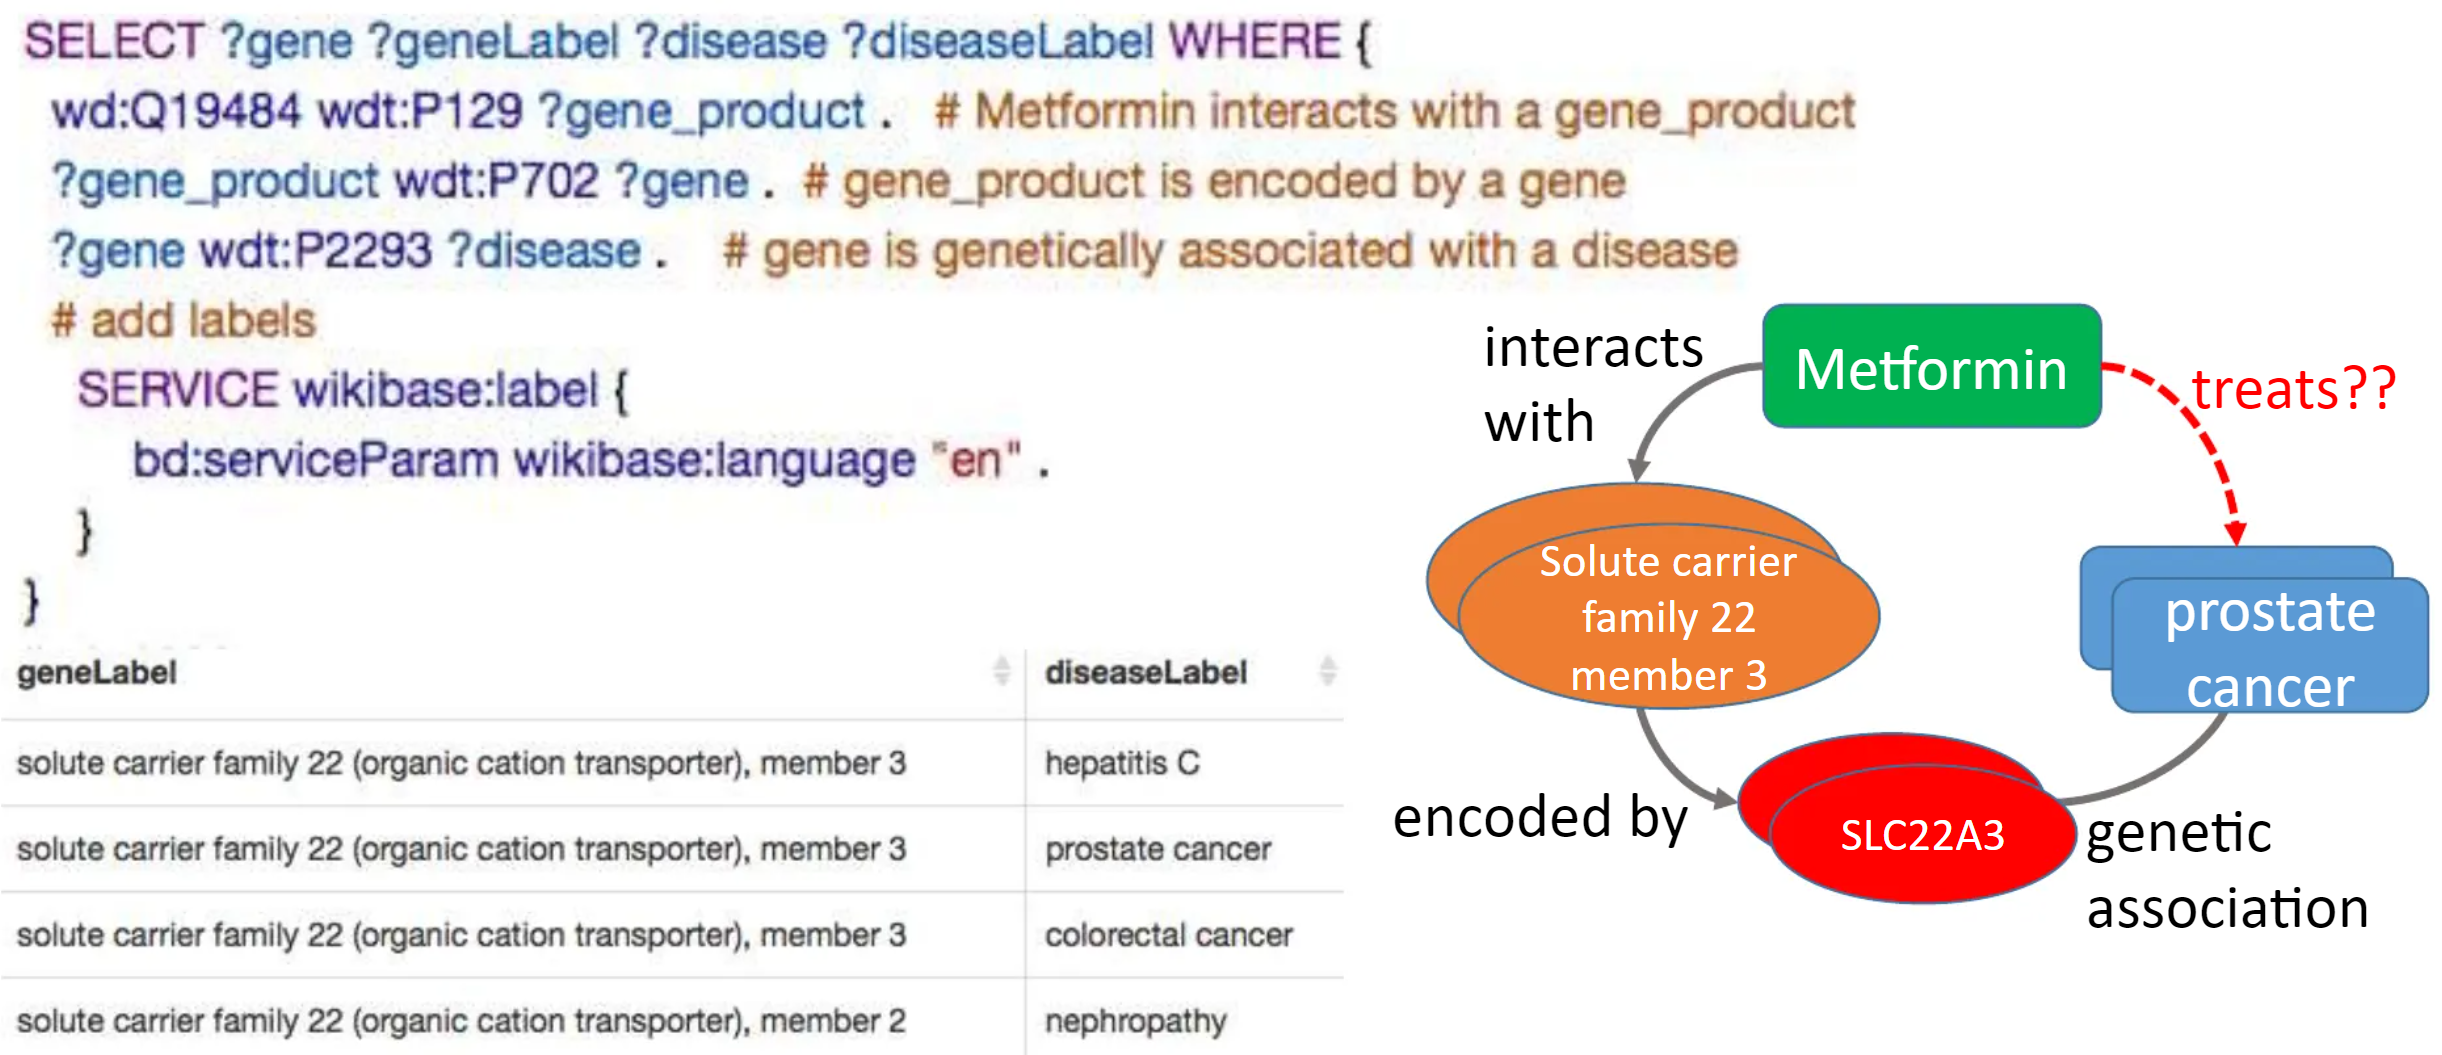 SELECT ?gene ?geneLabel ?disease ?diseaseLabel WHERE {
wd:Q19484 wdt:P129 ?gene_product . # Metformin interacts with a gene_product
?gene_product wdt:P702 ?gene . # gene_product is encoded by a gene
?gene wdt:P2293 ?disease . # gene is genetically associated with a disease
# add labels
SERVICE wikibase:label {
bd:serviceParam wikibase:language "en" .
}
}
geneLabel diseaseLabel
solute carrier family 22 (organic cation transporter), member 3 hepatitis C
solute carrier family 22 (organic cation transporter), member 3 prostate cancer
solute carrier family 22 (organic cation transporter), member 3 colorectal cancer
solute carrier family 22 (organic cation transporter), member 2 nephropathy
interacts
with
Metformin
treats??
Solute carrier
family 22
member 3
prostate
cancer
encoded by
SLC22A3
genetic
association